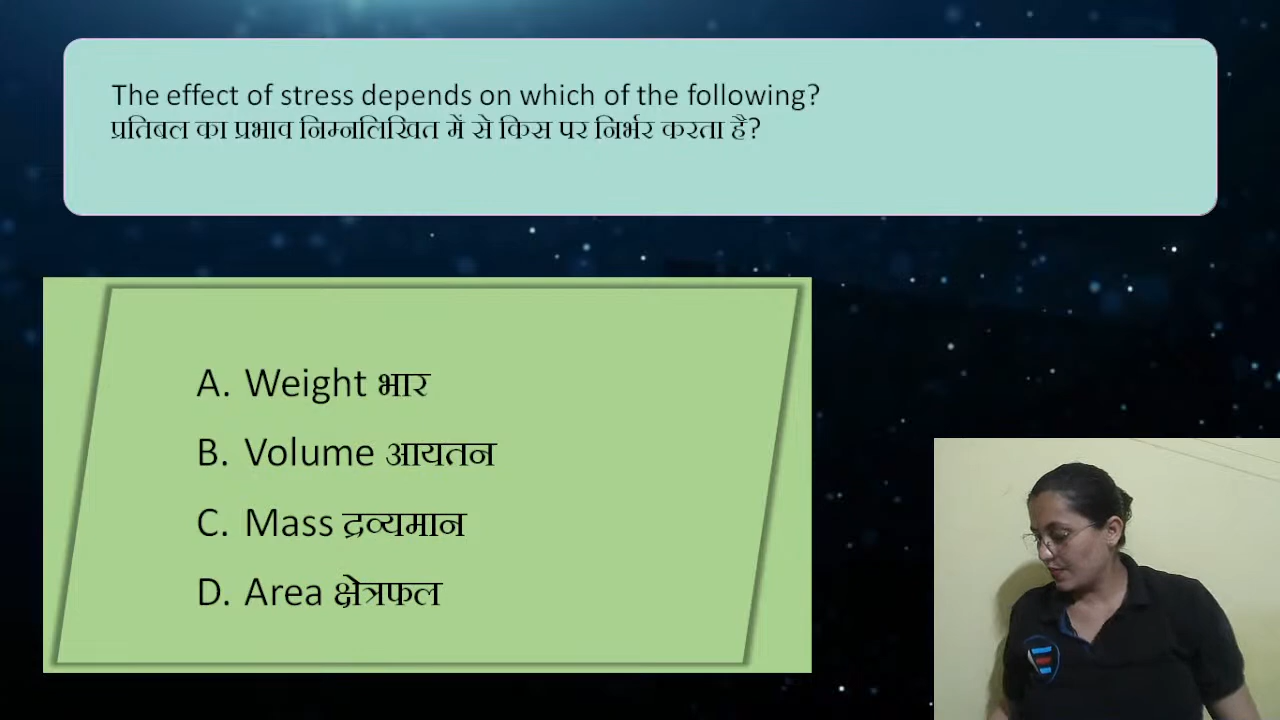 The effect of stress depends on which of the following?
प्रतिबल का प्रभाव निम्नलिखित में से किस पर निर्भर करता है?
A. Weight भार
B. Volume आयतन
C. Mass द्रव्यमान
D. Area क्षेत्रफल